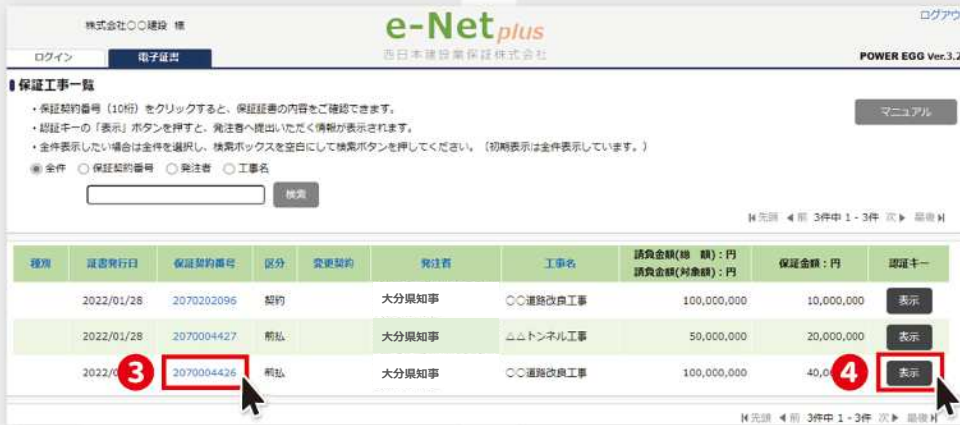 株式会社〇〇建設 様
e-Net plus
ログアウ
西日本建設業保証株式会社
ログイン
電子証書
POWER EGG Ver.3.2
保証工事一覧
・保証契約番号（10桁）をクリックすると、保証証書の内容をご確認できます。
・認証キーの「表示」ボタンを押すと、発注者へ提出いただく情報が表示されます。
・全件表示したい場合は全件を選択し、検索ボックスを空白にして検索ボタンを押してください。（初期表示は全件表示しています。）
マニュアル
全件 保証契約番号 発注者 工事名
検索
先頭 前 3件中 1 - 3件 次 最後
種別 証書発行日 保証契約番号 区分 変更契約 発注者 工事名 請負金額(総 額)：円 請負金額(対象額)：円 保証金額：円 認証キー
2022/01/28 2070202096 契約 大分県知事 〇〇道路改良工事 100,000,000 10,000,000 表示
2022/01/28 2070004427 前払 大分県知事 △△トンネル工事 50,000,000 20,000,000 表示
2022/0 3 2070004426 前払 大分県知事 〇〇道路改良工事 100,000,000 40,0 4 表示
先頭 前 3件中 1 - 3件 次 最後